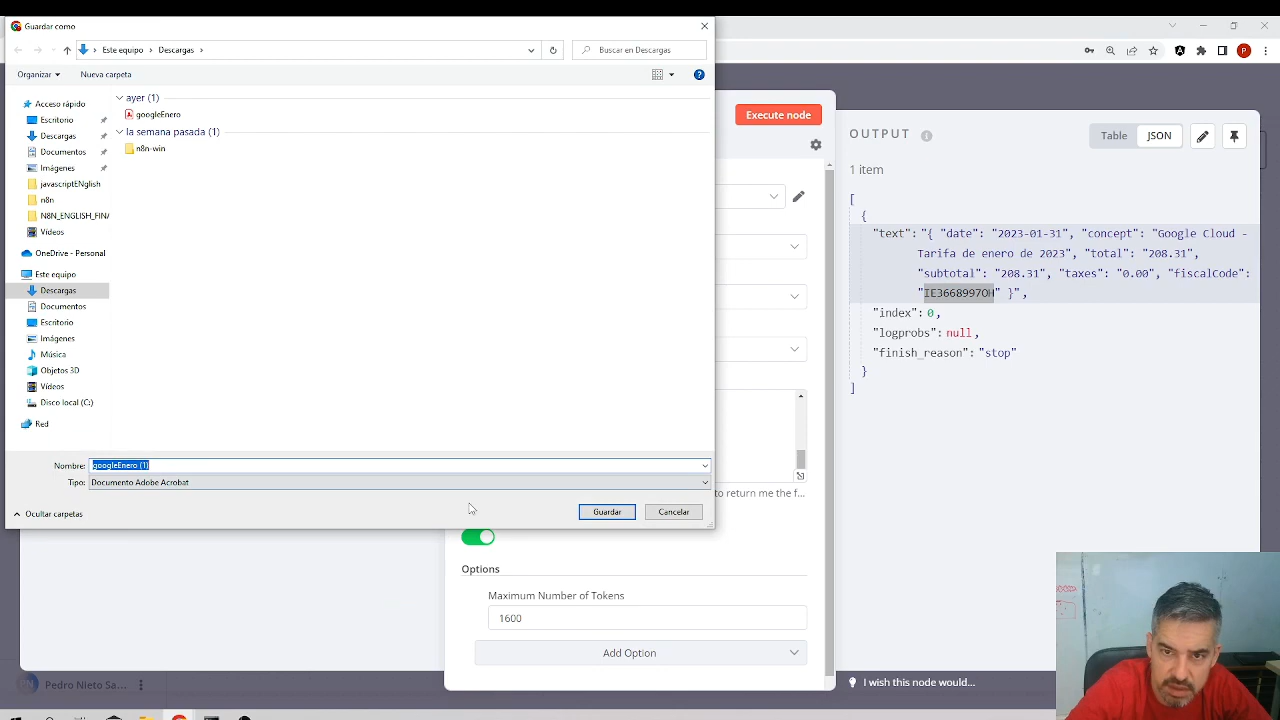 Guardar como
Este equipo > Descargas >
Buscar en Descargas
Organizar
Nueva carpeta
Acceso rápido
Escritorio
Descargas
Documentos
Imágenes
javascriptENglish
n8n
N8N_ENGLISH_FINA
Vídeos
OneDrive - Personal
Este equipo
Descargas
Documentos
Escritorio
Imágenes
Música
Objetos 3D
Vídeos
Disco local (C:)
Red
ayer (1)
googleEnero
la semana pasada (1)
n8n-win
Nombre: googleEnero (1)
Tipo: Documento Adobe Acrobat
Ocultar carpetas
Guardar
Cancelar
P
Execute node
to return me the f...
Options
Maximum Number of Tokens
1600
Add Option
OUTPUT
Table
JSON
1 item
[
{
"text": "{ "date": "2023-01-31", "concept": "Google Cloud -
Tarifa de enero de 2023", "total": "208.31",
"subtotal": "208.31", "taxes": "0.00", "fiscalCode":
"IE3668997OH" }",
"index": 0,
"logprobs": null,
"finish_reason": "stop"
}
]
I wish this node would...
Pedro Nieto Sa...